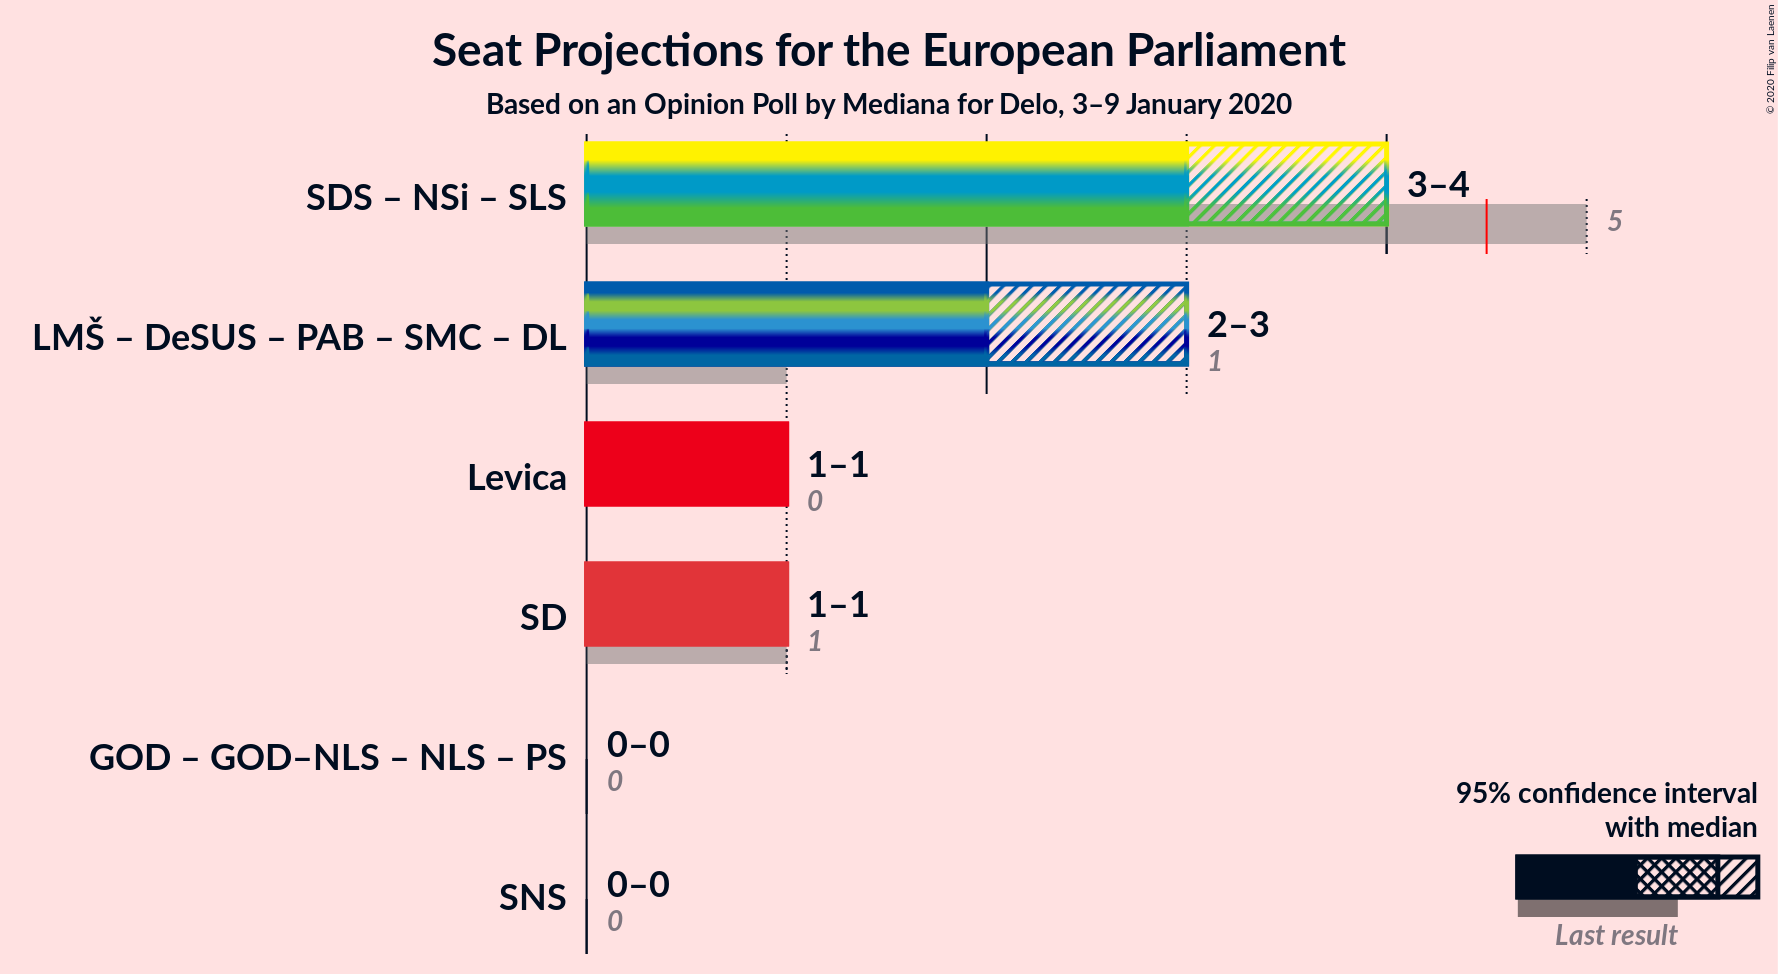 Seat Projections for the European Parliament
Based on an Opinion Poll by Mediana for Delo, 3–9 January 2020
© 2020 Filip van Laenen
SDS – NSi – SLS
3–4
5
LMŠ – DeSUS – PAB – SMC – DL
2–3
1
Levica
1–1
0
SD
1–1
1
GOD – GOD–NLS – NLS – PS
0–0
0
SNS
0–0
0
95% confidence interval
with median
Last result